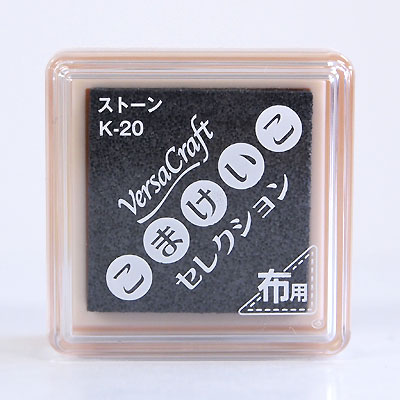 ストーン
K-20
VersaCraft
こまけいこ
セレクション
布用